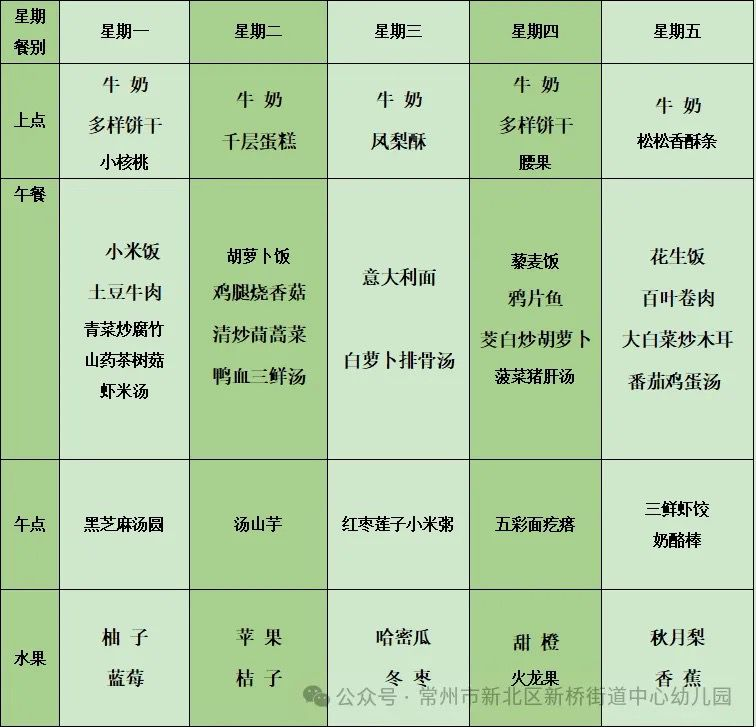 星期
餐别
星期一
星期二
星期三
星期四
星期五
上点
牛 奶
多样饼干
小核桃
牛 奶
千层蛋糕
牛 奶
凤梨酥
牛 奶
多样饼干
腰果
牛 奶
松松香酥条
午餐
小米饭
土豆牛肉
青菜炒腐竹
山药茶树菇
虾米汤
胡萝卜饭
鸡腿烧香菇
清炒茼蒿菜
鸭血三鲜汤
意大利面
白萝卜排骨汤
藜麦饭
鸦片鱼
茭白炒胡萝卜
菠菜猪肝汤
花生饭
百叶卷肉
大白菜炒木耳
番茄鸡蛋汤
午点
黑芝麻汤圆
汤山芋
红枣莲子小米粥
五彩面疙瘩
三鲜虾饺
奶酪棒
水果
柚 子
蓝莓
苹 果
桔 子
哈密瓜
冬 枣
甜 橙
火龙果
秋月梨
香 蕉
公众号 · 常州市新北区新桥街道中心幼儿园